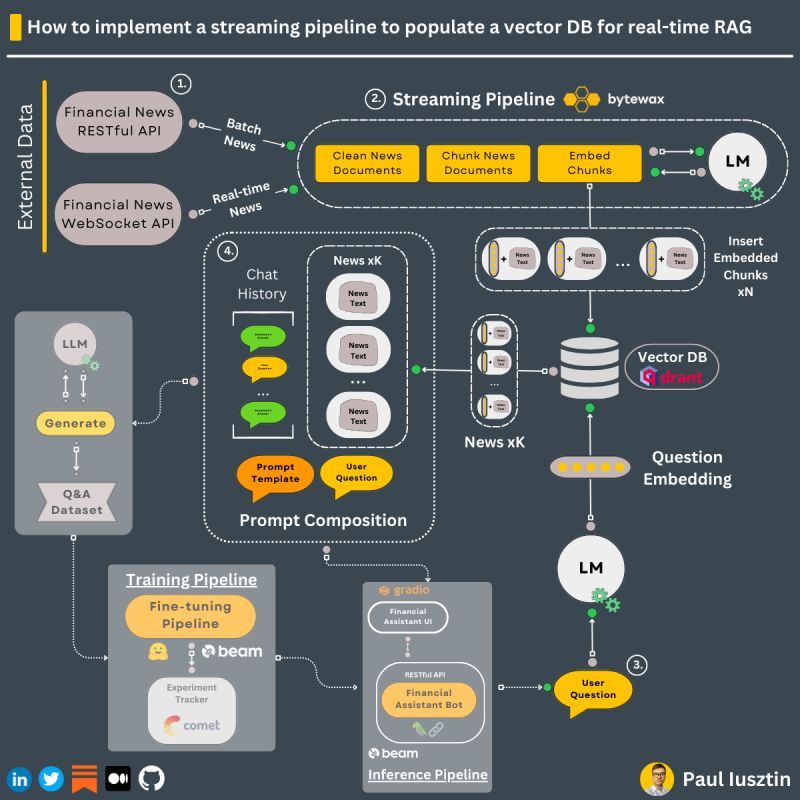 How to implement a streaming pipeline to populate a vector DB for real-time RAG
External Data
1.
Financial News
RESTful API
Financial News
WebSocket API
Batch
News
Real-time
News
2. Streaming Pipeline bytewax
Clean News
Documents
Chunk News
Documents
Embed
Chunks
LM
+ News
Text
+ News
Text
...
+ News
Text
Insert
Embedded
Chunks
xN
4.
Chat
History
...
News xK
News
Text
News
Text
...
News
Text
Prompt
Template
User
Question
Prompt Composition
+
+
...
+
News xK
Vector DB
qdrant
Question
Embedding
LM
3.
User
Question
LLM
Generate
Q&A
Dataset
Training Pipeline
Fine-tuning
Pipeline
beam
Experiment
Tracker
comet
gradio
Financial
Assistant UI
RESTful API
Financial
Assistant Bot
beam
Inference Pipeline
in
Paul Iusztin